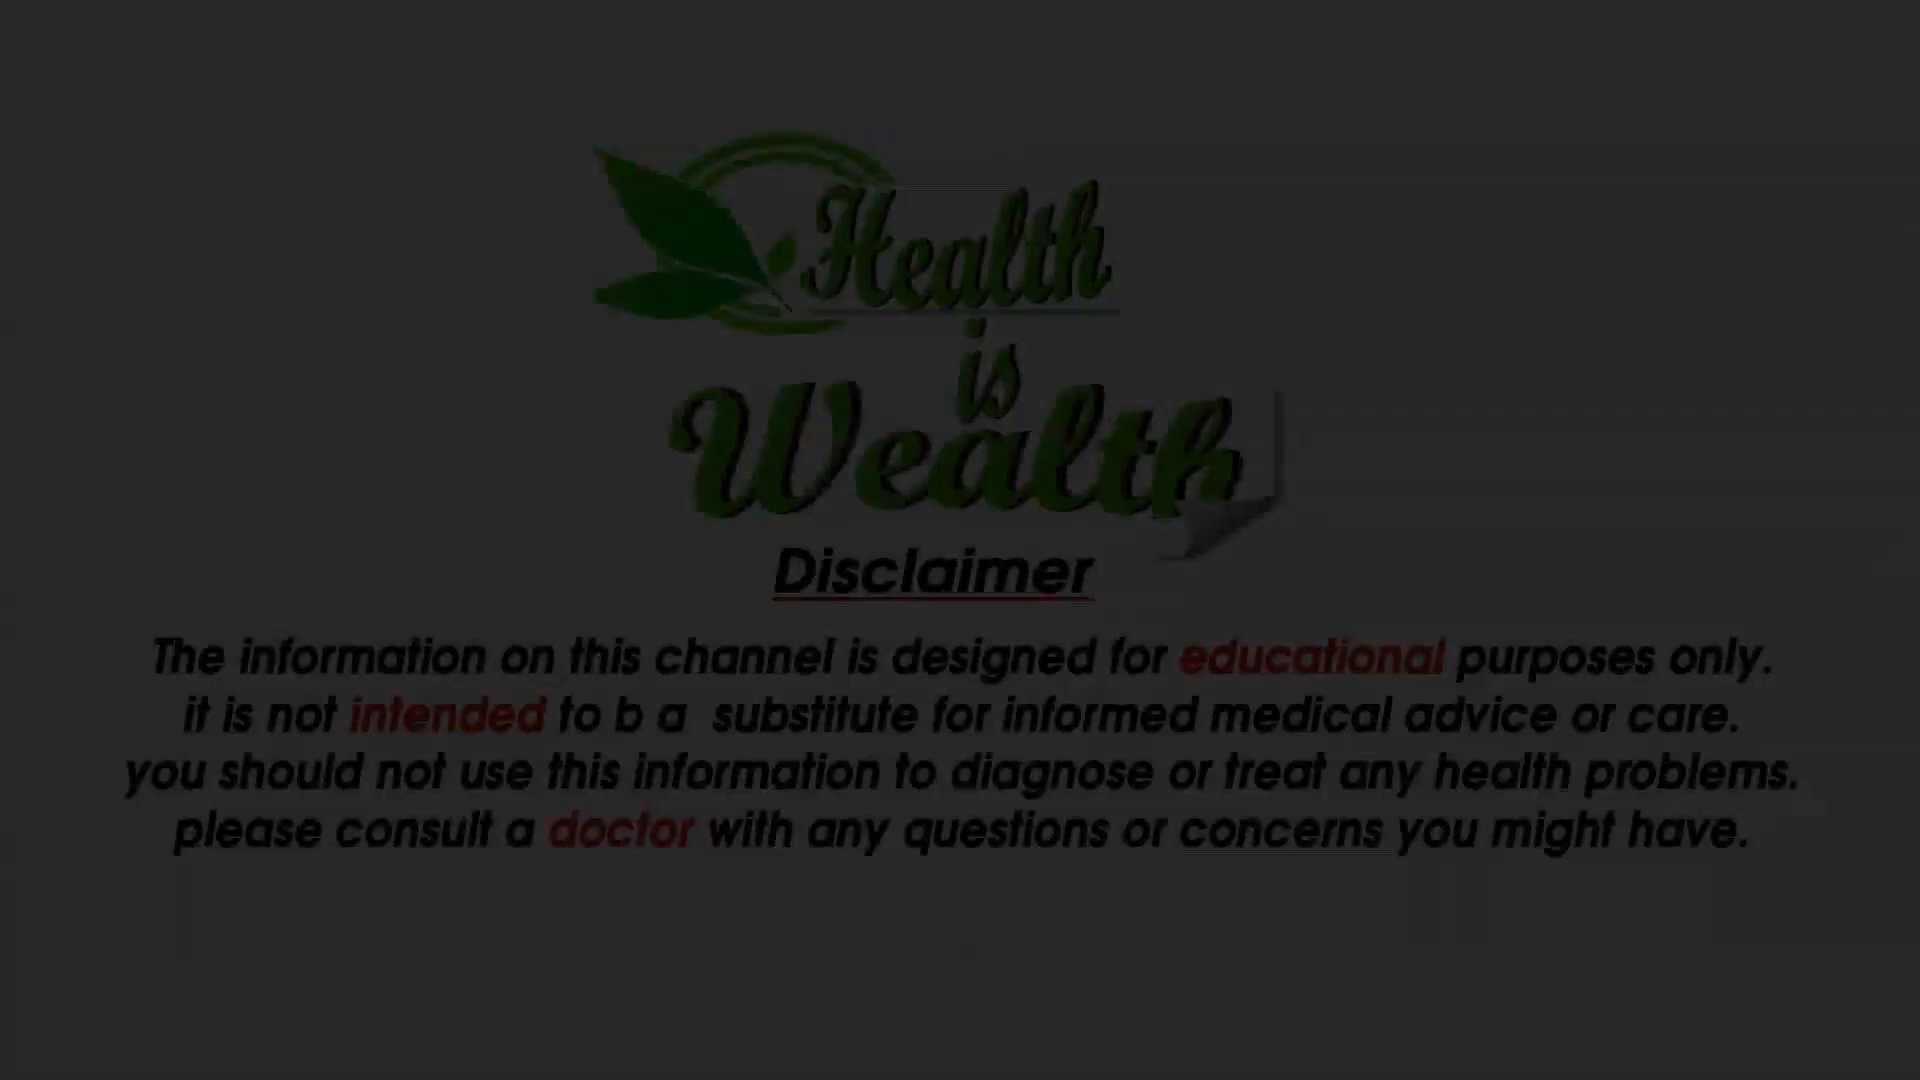 Health
is
Wealth
Disclaimer
The information on this channel is designed for educational purposes only.
it is not intended to b a  substitute for informed medical advice or care.
you should not use this information to diagnose or treat any health problems.
please consult a doctor with any questions or concerns you might have.